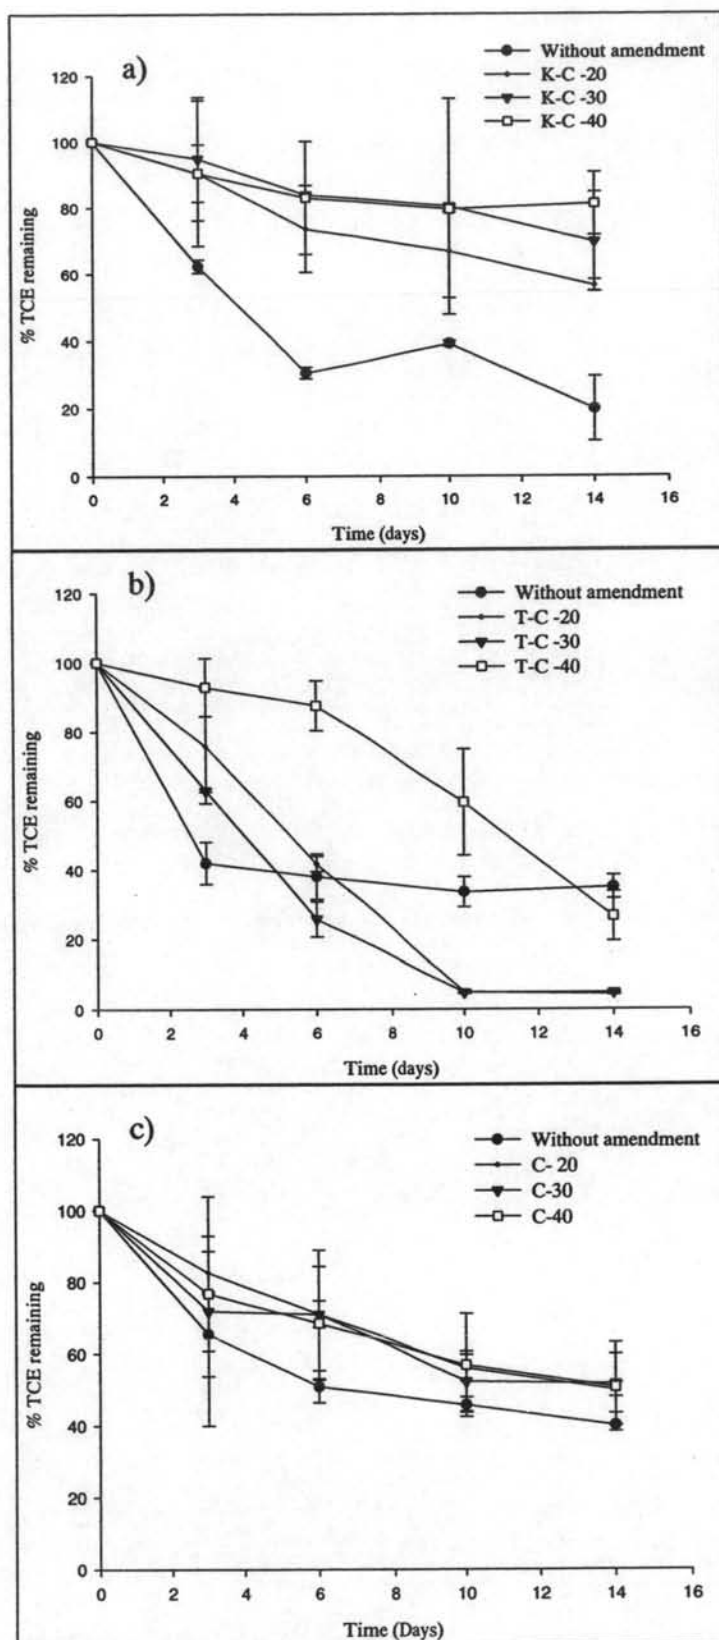 a)
Without amendment
K-C -20
K-C -30
K-C -40
120
100
80
60
40
20
0
% TCE remaining
0 2 4 6 8 10 12 14 16
Time (days)
b)
Without amendment
T-C -20
T-C -30
T-C -40
120
100
80
60
40
20
0
% TCE remaining
0 2 4 6 8 10 12 14 16
Time (days)
c)
Without amendment
C- 20
C-30
C-40
120
100
80
60
40
20
0
% TCE remaining
0 2 4 6 8 10 12 14 16
Time (Days)